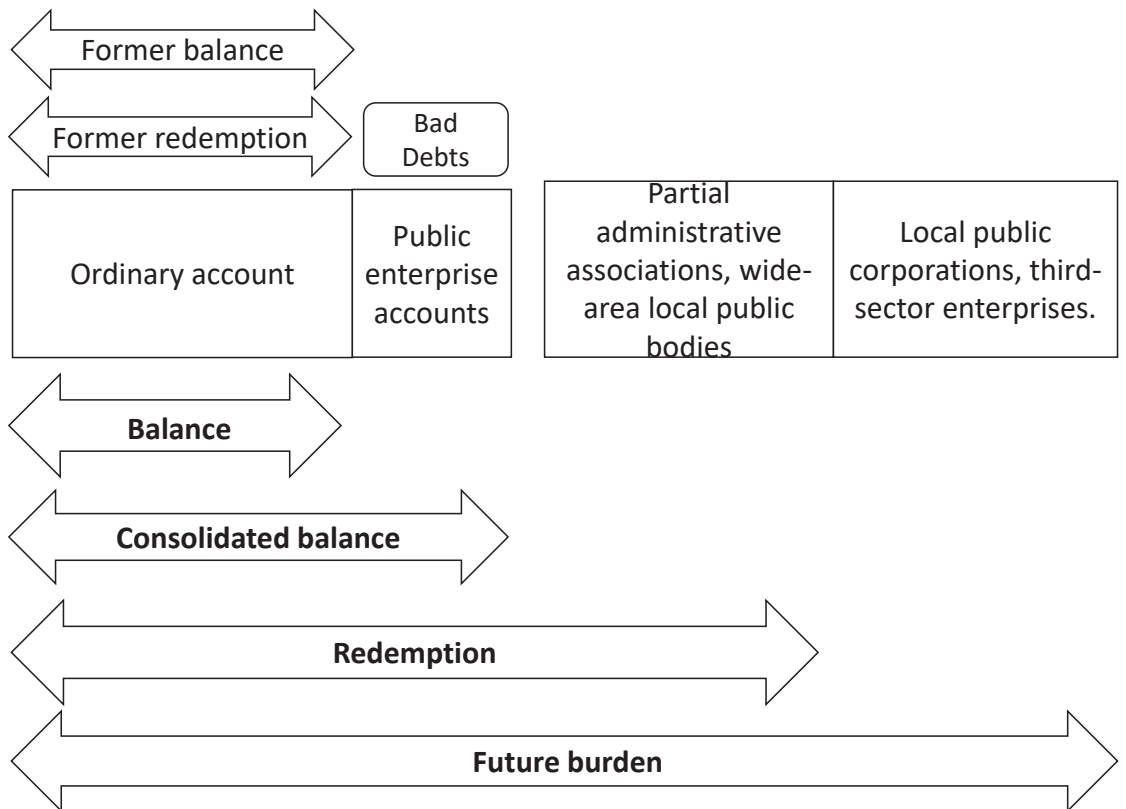 Former balance
Former redemption
Bad
Debts
Ordinary account
Public
enterprise
accounts
Partial
administrative
associations, wide-
area local public
bodies
Local public
corporations, third-
sector enterprises.
Balance
Consolidated balance
Redemption
Future burden